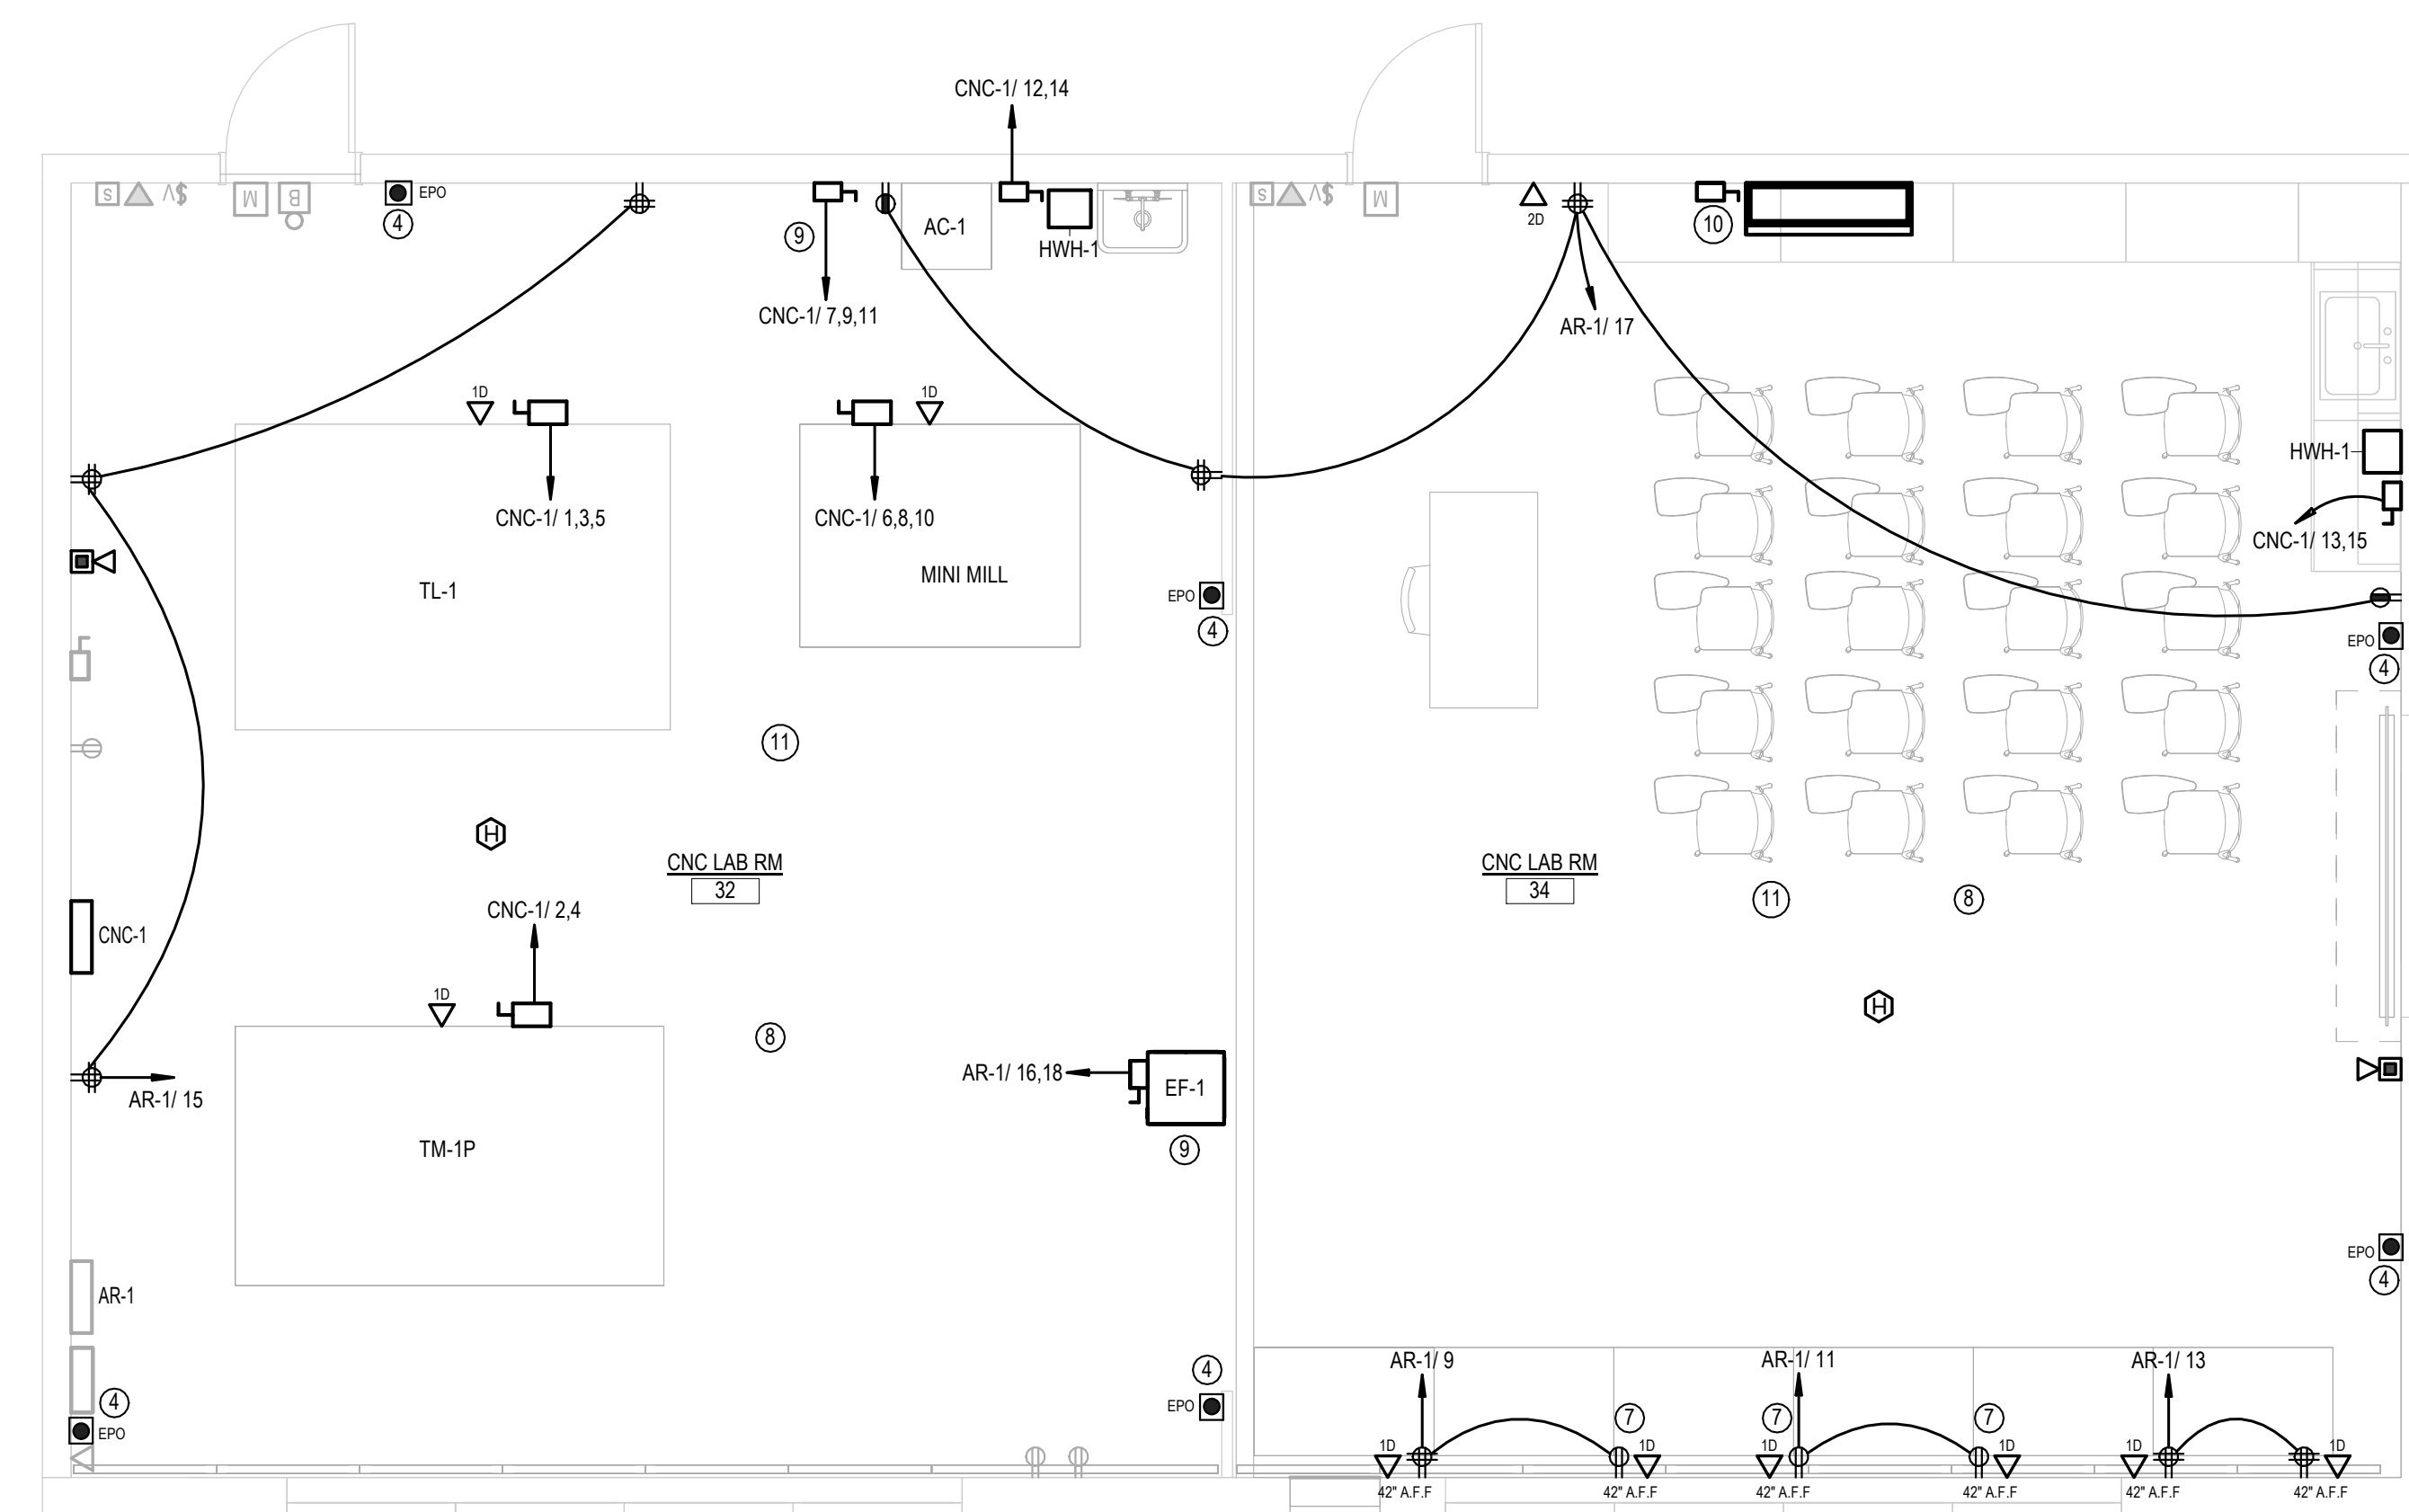 CNC-1/ 12,14
S
$V
M
B
EPO
4
9
AC-1
HWH-1
CNC-1/ 7,9,11
S
$V
M
2D
10
AR-1/ 17
1D
1D
CNC-1/ 1,3,5
CNC-1/ 6,8,10
HWH-1
CNC-1/ 13,15
TL-1
MINI MILL
EPO
4
EPO
4
11
H
CNC LAB RM
32
CNC LAB RM
34
11
8
CNC-1/ 2,4
CNC-1
1D
H
8
AR-1/ 15
AR-1/ 16,18
EF-1
9
TM-1P
EPO
4
AR-1
4
EPO
4
EPO
AR-1/ 9
AR-1/ 11
AR-1/ 13
7
7
7
1D
1D
1D
1D
1D
1D
42" A.F.F
42" A.F.F
42" A.F.F
42" A.F.F
42" A.F.F
42" A.F.F